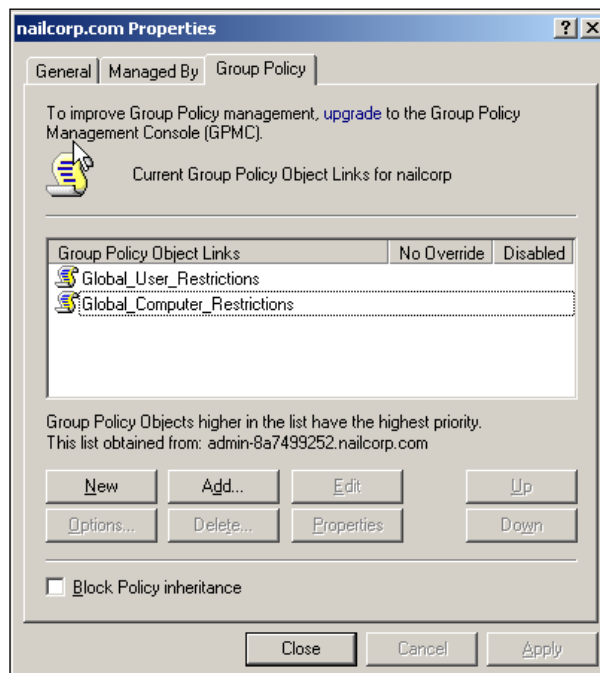 nailcorp.com Properties
General Managed By Group Policy
To improve Group Policy management, upgrade to the Group Policy
Management Console (GPMC).
Current Group Policy Object Links for nailcorp
Group Policy Object Links No Override Disabled
Global_User_Restrictions
Global_Computer_Restrictions
Group Policy Objects higher in the list have the highest priority.
This list obtained from: admin-8a7499252.nailcorp.com
New Add... Edit Up
Options... Delete... Properties Down
Block Policy inheritance
Close Cancel Apply